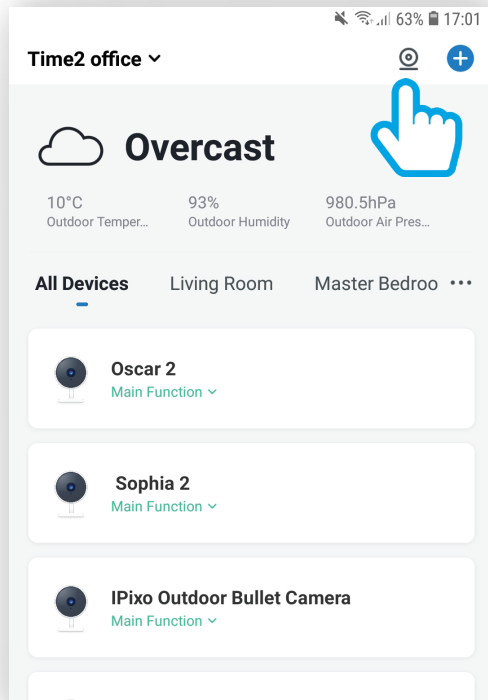 63% 17:01
Time2 office
Overcast
10°C 93% 980.5hPa
Outdoor Temper... Outdoor Humidity Outdoor Air Pres...
All Devices Living Room Master Bedroo ...
Oscar 2
Main Function
Sophia 2
Main Function
IPixo Outdoor Bullet Camera
Main Function